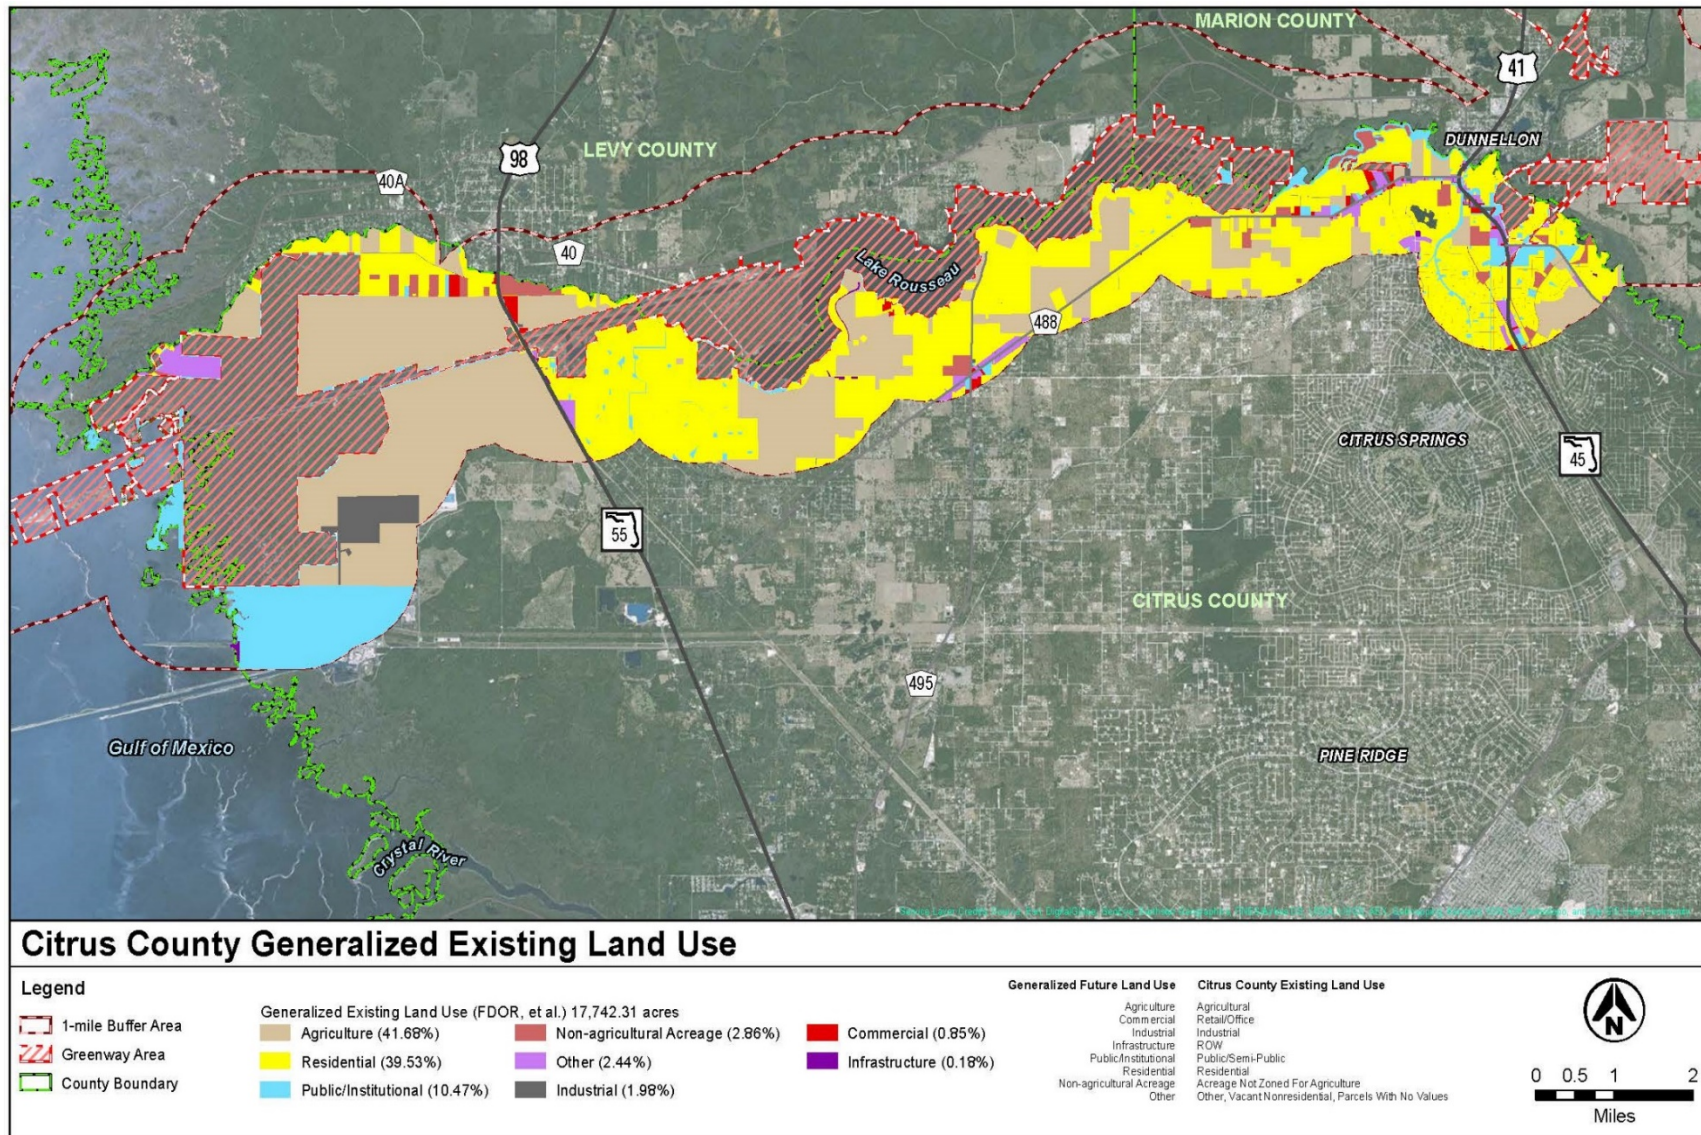 MARION COUNTY
41
DUNNELLON
98
LEVY COUNTY
40A
40
Lake Rousseau
488
CITRUS SPRINGS
45
55
CITRUS COUNTY
495
Gulf of Mexico
PINE RIDGE
Crystal River
Citrus County Generalized Existing Land Use
Legend
1-mile Buffer Area
Greenway Area
County Boundary
Generalized Existing Land Use (FDOR, et al.) 17,742.31 acres
Agriculture (41.68%)
Residential (39.53%)
Public/Institutional (10.47%)
Non-agricultural Acreage (2.86%)
Other (2.44%)
Industrial (1.98%)
Commercial (0.85%)
Infrastructure (0.18%)
Generalized Future Land Use Citrus County Existing Land Use
Agriculture Agricultural
Commercial Retail/Office
Industrial Industrial
Infrastructure ROW
Public/Institutional Public/Semi-Public
Residential Residential
Non-agricultural Acreage Acreage Not Zoned For Agriculture
Other Other, Vacant Nonresidential, Parcels With No Values
N
0 0.5 1 2
Miles